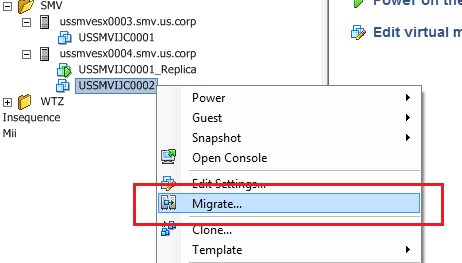 SMV
ussmvesx0003.smv.us.corp
USSMVIJC0001
ussmvesx0004.smv.us.corp
USSMVIJC0001_Replica
USSMVIJC0002
WTZ
Insequence
Mii
Power on the
Edit virtual m
Power
Guest
Snapshot
Open Console
Edit Settings...
Migrate...
Clone...
Template